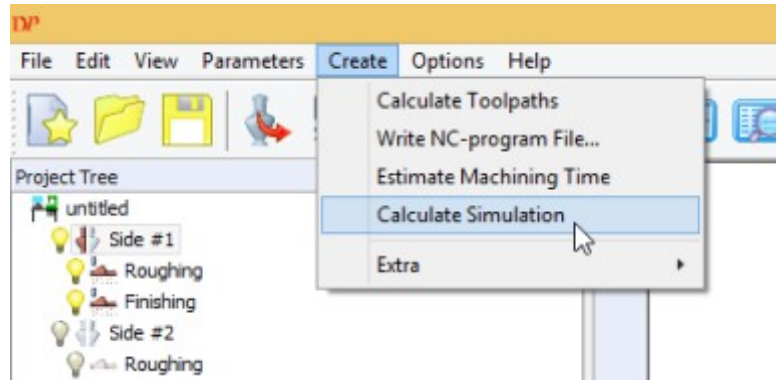 DP
File Edit View Parameters Create Options Help
Calculate Toolpaths
Write NC-program File...
Estimate Machining Time
Calculate Simulation
Extra
Project Tree
untitled
Side #1
Roughing
Finishing
Side #2
Roughing